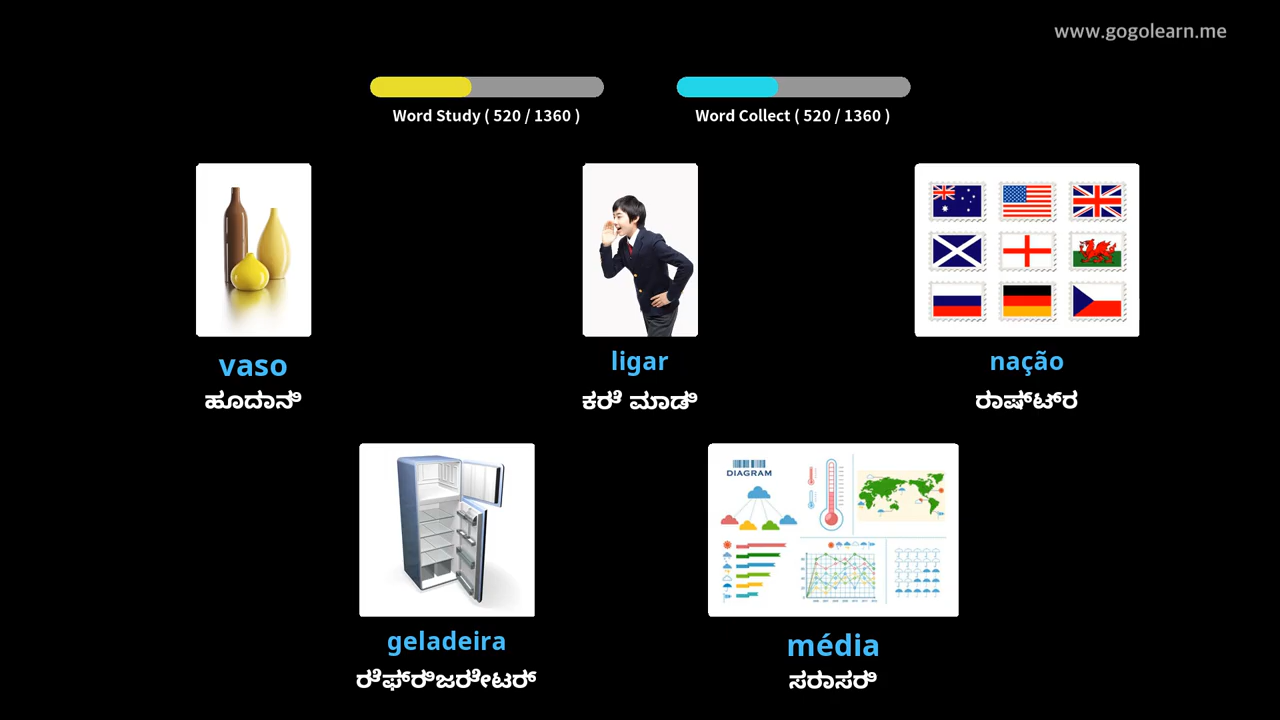 www.gogolearn.me
Word Study ( 520 / 1360 )
Word Collect ( 520 / 1360 )
vaso
ಹೂದಾನಿ
ligar
ಕರೆ ಮಾಡಿ
nação
ರಾಷ್ಟ್ರ
DIAGRAM
geladeira
ರೆಫ್ರಿಜರೇಟರ್
média
ಸರಾಸರಿ